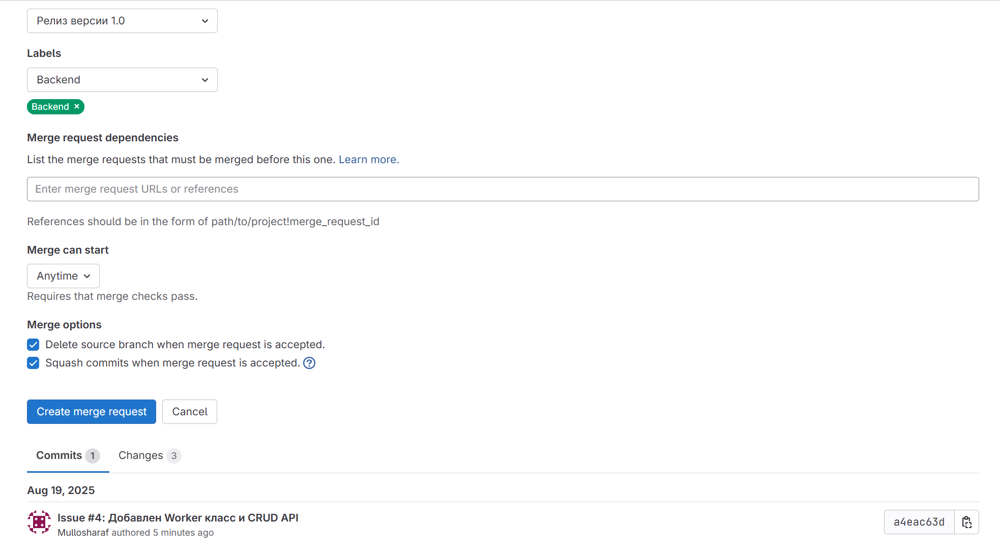 Релиз версии 1.0
Labels
Backend
Backend ×
Merge request dependencies
List the merge requests that must be merged before this one. Learn more.
Enter merge request URLs or references
References should be in the form of path/to/project!merge_request_id
Merge can start
Anytime
Requires that merge checks pass.
Merge options
Delete source branch when merge request is accepted.
Squash commits when merge request is accepted. ?
Create merge request Cancel
Commits 1 Changes 3
Aug 19, 2025
Issue #4: Добавлен Worker класс и CRUD API
Mullosharaf authored 5 minutes ago
a4eac63d